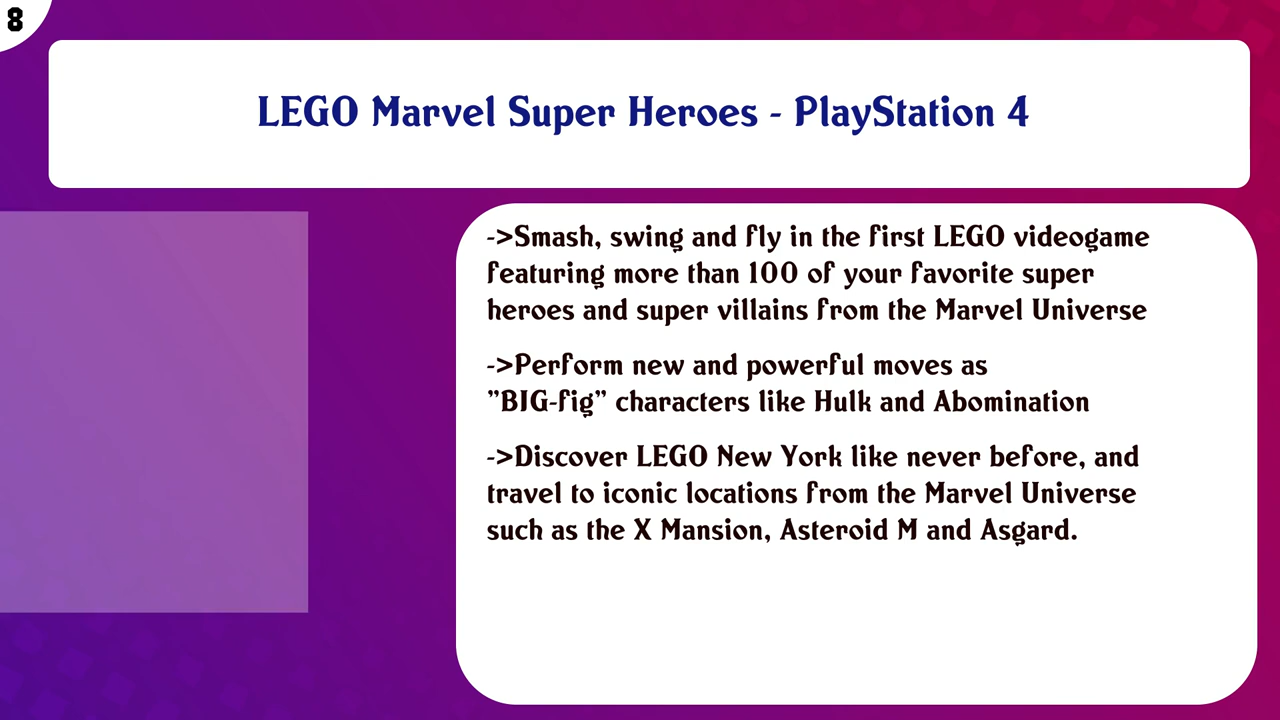 8
LEGO Marvel Super Heroes - PlayStation 4
->Smash, swing and fly in the first LEGO videogame
featuring more than 100 of your favorite super
heroes and super villains from the Marvel Universe
->Perform new and powerful moves as
"BIG-fig" characters like Hulk and Abomination
->Discover LEGO New York like never before, and
travel to iconic locations from the Marvel Universe
such as the X Mansion, Asteroid M and Asgard.